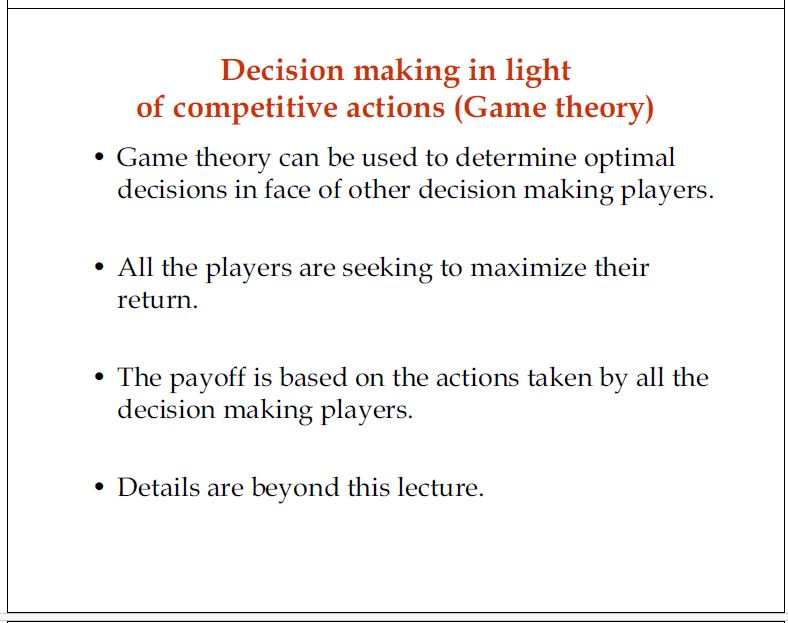 Decision making in light
of competitive actions (Game theory)
• Game theory can be used to determine optimal
decisions in face of other decision making players.
• All the players are seeking to maximize their
return.
• The payoff is based on the actions taken by all the
decision making players.
• Details are beyond this lecture.